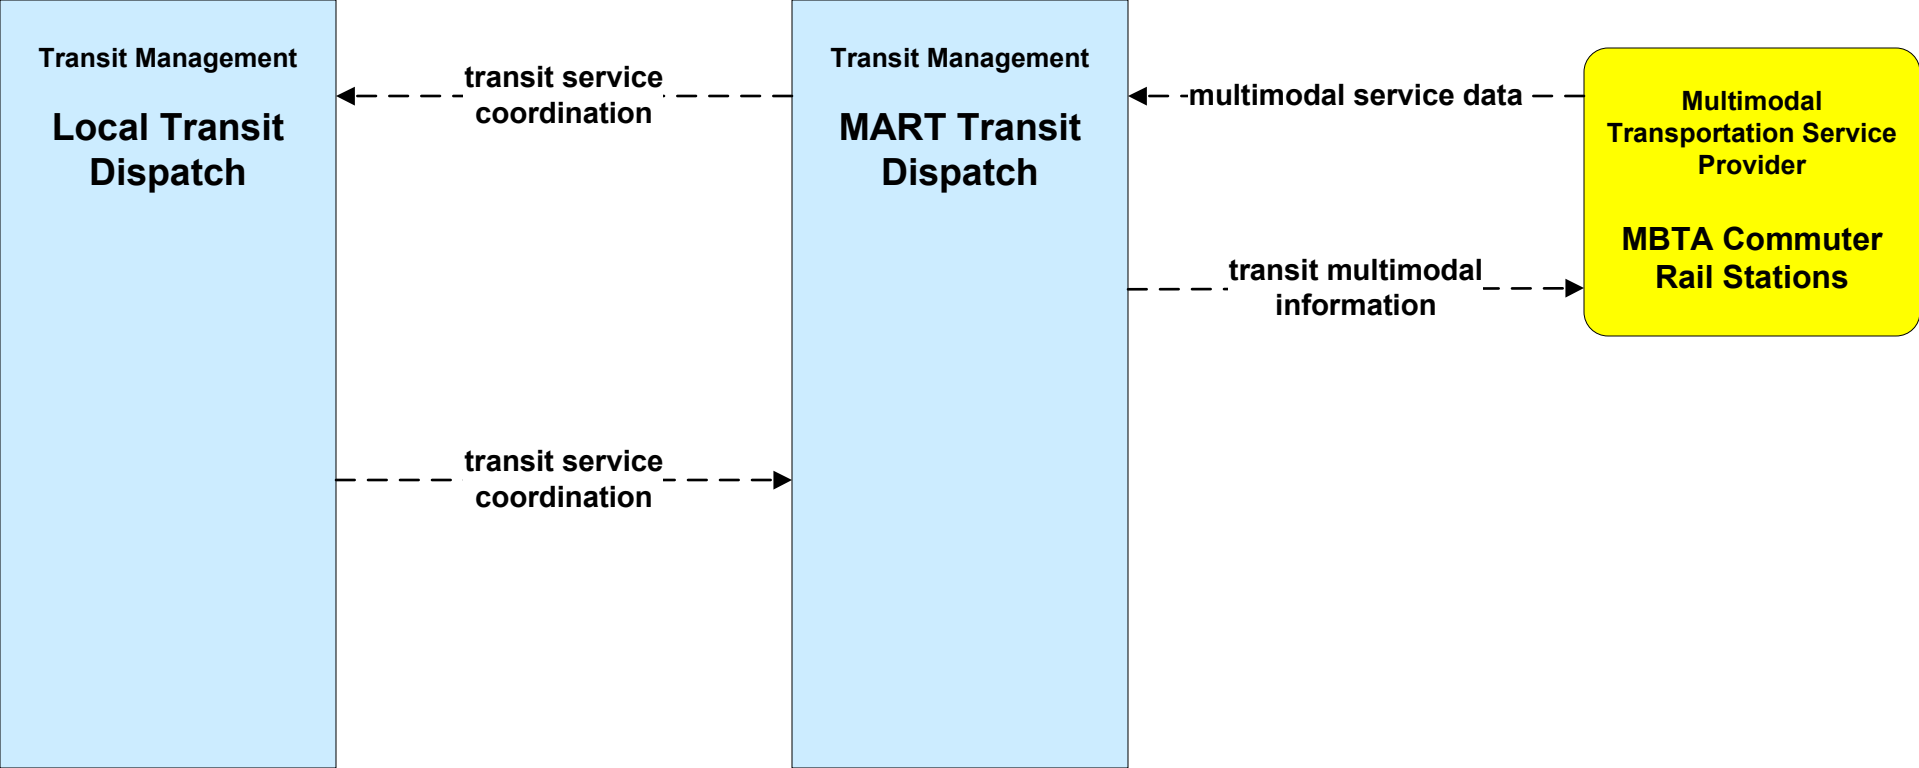 Transit Management
Local Transit
Dispatch
transit service
coordination
transit service
coordination
Transit Management
MART Transit
Dispatch
multimodal service data
transit multimodal
information
Multimodal
Transportation Service
Provider
MBTA Commuter
Rail Stations